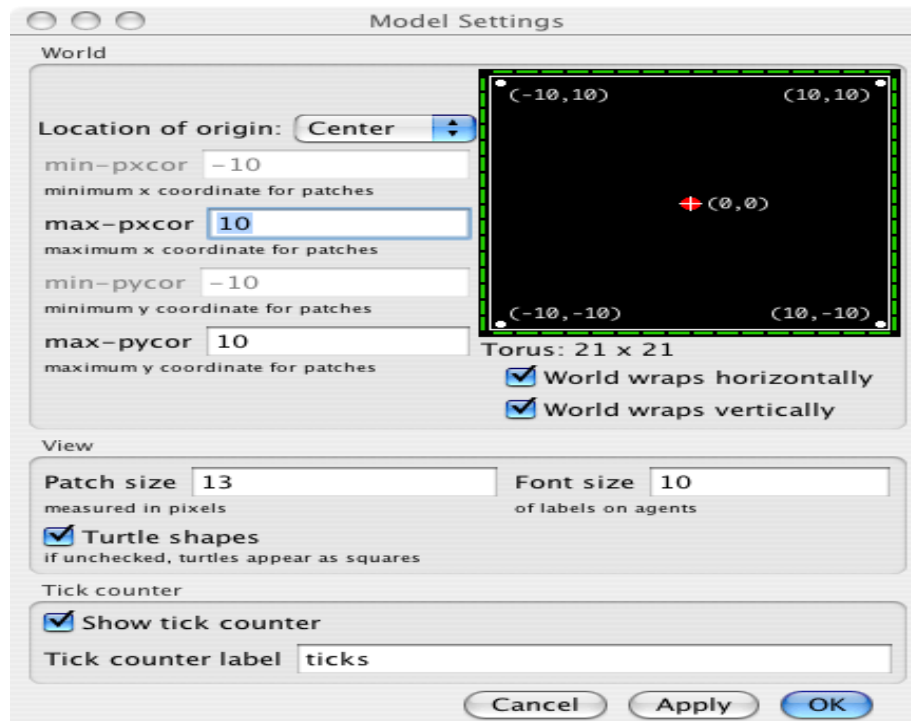 Model Settings
World
Location of origin: Center
min-pxcor -10
minimum x coordinate for patches
max-pxcor 10
maximum x coordinate for patches
min-pycor -10
minimum y coordinate for patches
max-pycor 10
maximum y coordinate for patches
(-10,10) (10,10)
(0,0)
(-10,-10) (10,-10)
Torus: 21 x 21
World wraps horizontally
World wraps vertically
View
Patch size 13
measured in pixels
Font size 10
of labels on agents
Turtle shapes
if unchecked, turtles appear as squares
Tick counter
Show tick counter
Tick counter label ticks
Cancel Apply OK